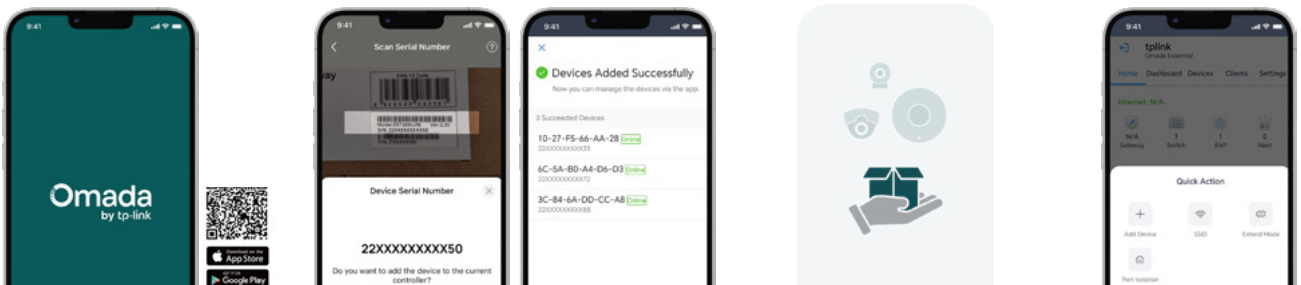 9:41
Omada
by tp-link
Download on the
App Store
GET IT ON
Google Play
9:41
Scan Serial Number
Device Serial Number
22XXXXXXXXX50
Do you want to add the device to the current
controller?
9:41
Devices Added Successfully
Now you can manage the devices via the app.
3 Succeeded Devices
10-27-F5-66-AA-2B Online
22XXXXXXXXX33
6C-5A-B0-A4-D6-D3 Online
22XXXXXXXXX72
3C-84-6A-DD-CC-AB Online
22XXXXXXXXX88
9:41
tplink
Omada Essential
Home Dashboard Devices Clients Settings
Internet: N/A
N/A 1 1 0
Gateway Switch EAP Alert
Quick Action
Add Device SSID Extend Mode
Port Isolation